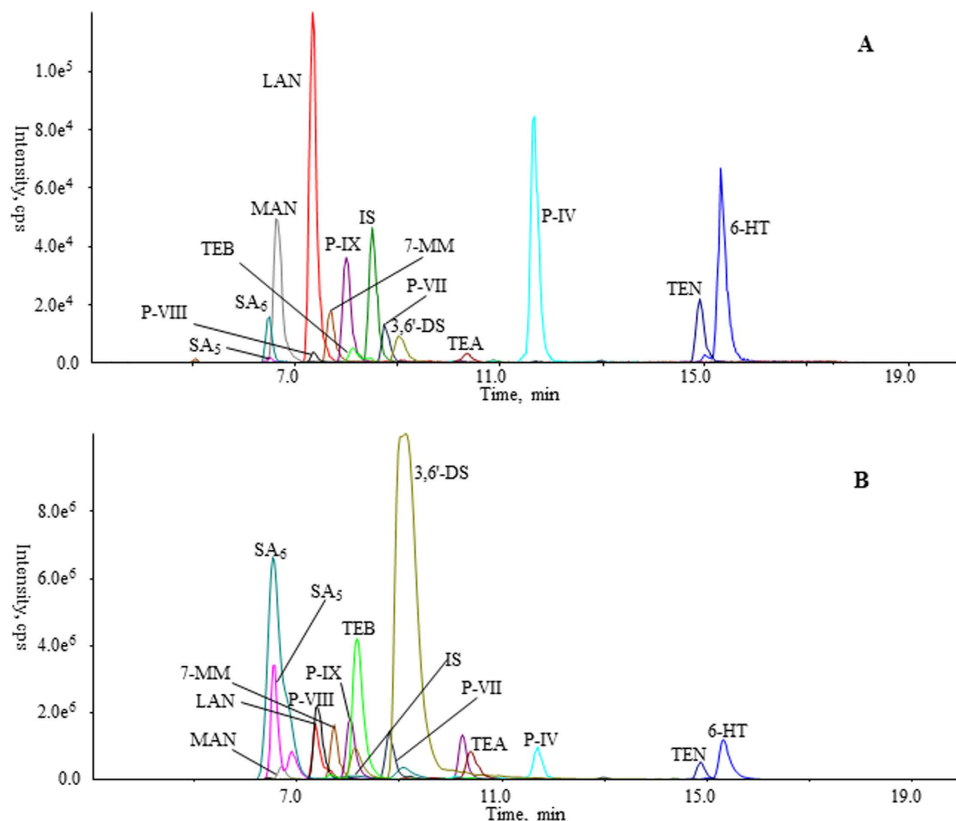 A
1.0e5
LAN
8.0e4
6.0e4
MAN
IS
P-IV
6-HT
TEB
P-IX
7-MM
4.0e4
P-VII
P-VIII
SA6
TEN
2.0e4
3,6'-DS
SA5
TEA
0.0
7.0 11.0 15.0 19.0
Time, min
Intensity, cps
B
3,6'-DS
8.0e6
SA6
6.0e6
SA5
TEB
4.0e6
7-MM
P-IX
IS
LAN
P-VIII
P-VII
2.0e6
MAN
TEA
P-IV
TEN
6-HT
0.0
7.0 11.0 15.0 19.0
Time, min
Intensity, cps